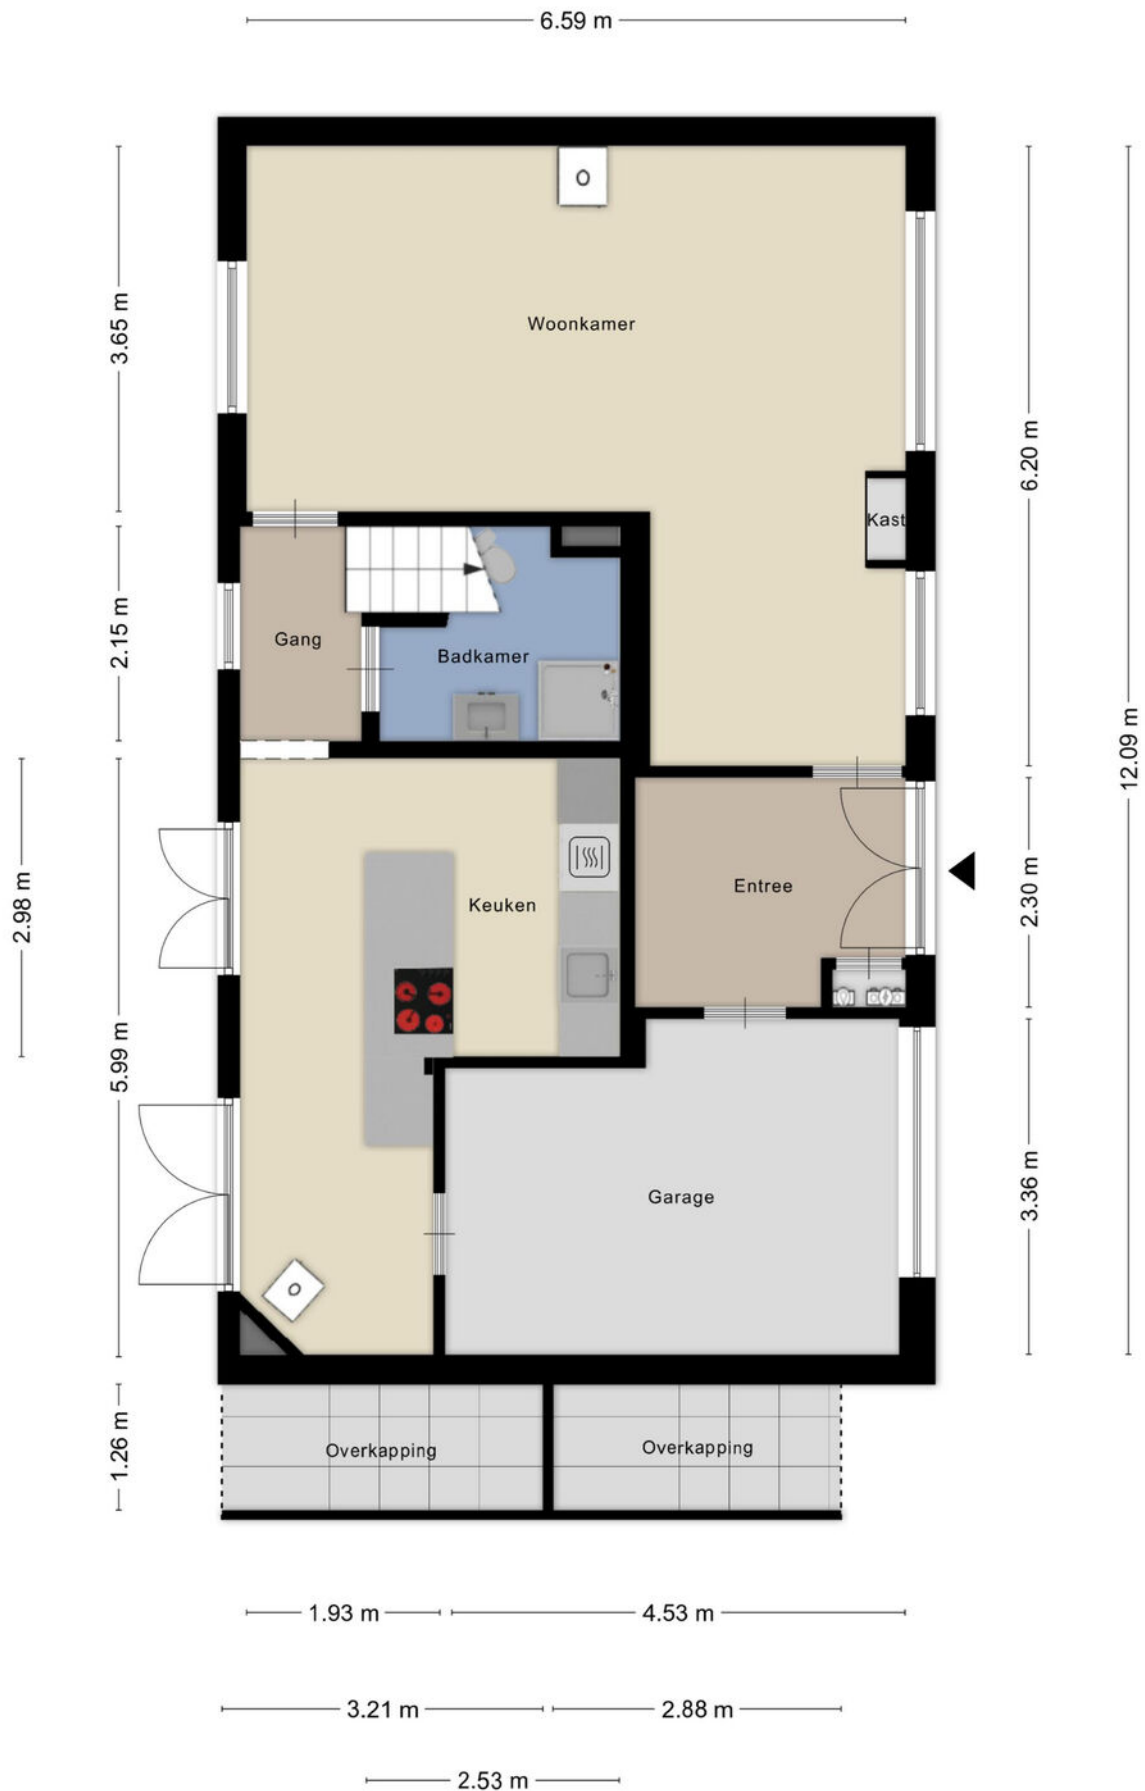 6.59 m
Woonkamer
3.65 m
6.20 m
Kast
2.15 m
Gang
Badkamer
12.09 m
2.98 m
Keuken
Entree
2.30 m
5.99 m
Garage
3.36 m
1.26 m
Overkapping
Overkapping
1.93 m
4.53 m
3.21 m
2.88 m
2.53 m